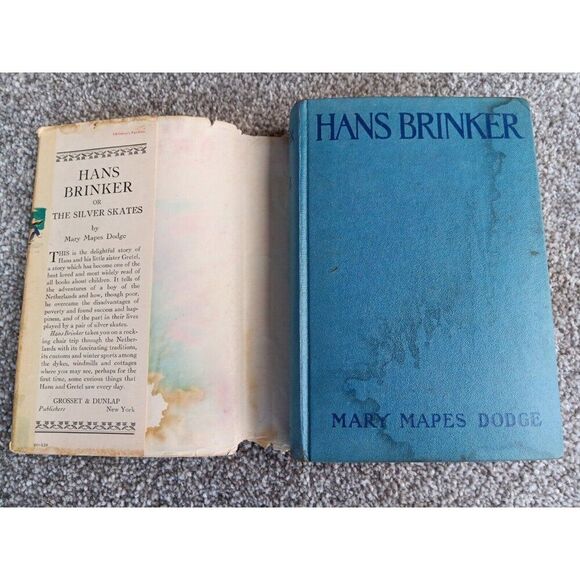 HANS
BRINKER
OR
THE SILVER SKATES
by
Mary Mapes Dodge
THIS is the delightful story of
Hans and his little sister Gretel,
a story which has become one of the
best loved and most widely read of
all books about children. It tells of
the adventures of a boy of the
Netherlands and how, though poor,
he overcame the disadvantages of
poverty and found success and hap-
piness, and of the part in their lives
played by a pair of silver skates.
Hans Brinker takes you on a rock-
ing chair trip through the Nether-
lands with its fascinating traditions,
its customs and winter sports among
the dykes, windmills and cottages
where you may see, perhaps for the
first time, some curious things that
Hans and Gretel saw every day.
GROSSET & DUNLAP
Publishers New York
HANS BRINKER
MARY MAPES DODGE